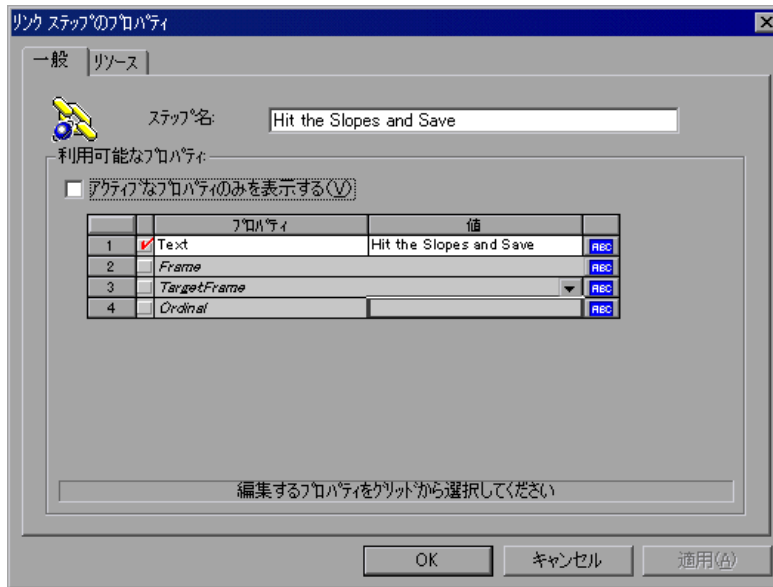 リンク ステップのプロパティ
一般 リソース
ステップ名: Hit the Slopes and Save
利用可能なプロパティ:
アクティブなプロパティのみを表示する(V)
プロパティ 値
1 Text Hit the Slopes and Save ABC
2 Frame ABC
3 TargetFrame ABC
4 Ordinal ABC
編集するプロパティをグリッドから選択してください
OK キャンセル 適用(A)